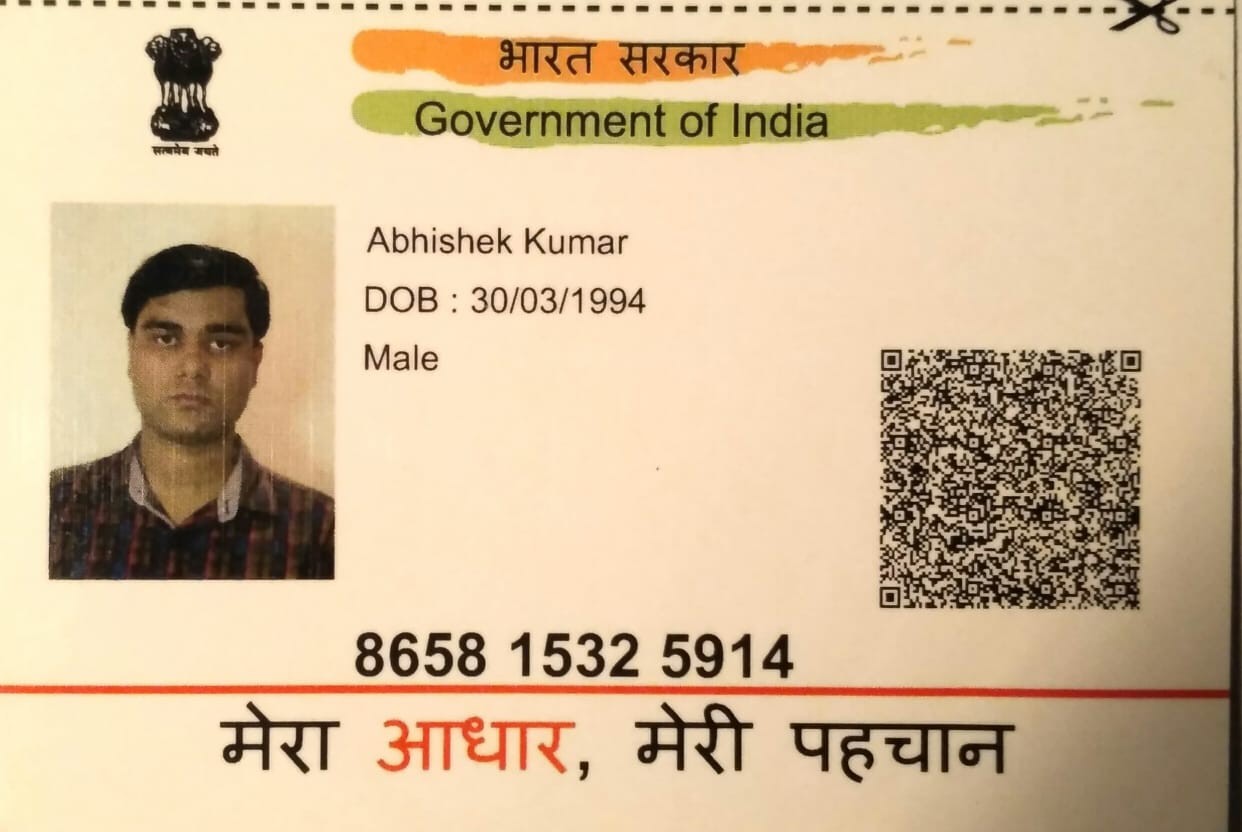 सत्यमेव जयते
भारत सरकार
Government of India
Abhishek Kumar
DOB : 30/03/1994
Male
8658 1532 5914
मेरा आधार, मेरी पहचान